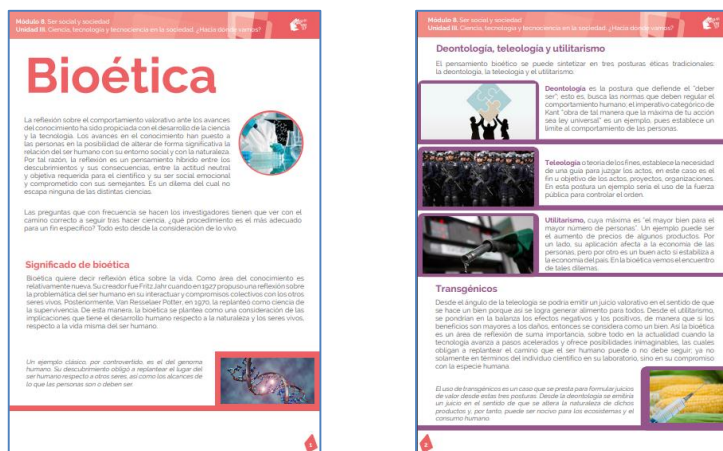 Módulo 8. Ser social y sociedad
Unidad III. Ciencia, tecnología y tecnociencia en la sociedad. ¿Hacia dónde vamos?
Bioética
La reflexión sobre el comportamiento valorativo ante los avances
del conocimiento ha sido propiciada con el desarrollo de la ciencia
y la tecnología. Los avances en el conocimiento han puesto a
las personas en la posibilidad de alterar de forma significativa la
relación del ser humano con su entorno social y con la naturaleza.
Por tal razón, la reflexión es un pensamiento híbrido entre los
descubrimientos y sus consecuencias, entre la actitud neutral
y objetiva requerida para el científico y su ser social emocional
y comprometido con sus semejantes. Es un dilema del cual no
escapa ninguna de las distintas ciencias.
Las preguntas que con frecuencia se hacen los investigadores tienen que ver con el
camino correcto a seguir tras hacer ciencia, ¿qué procedimiento es el más adecuado
para un fin específico? Todo esto desde la consideración de lo vivo.
Significado de bioética
Bioética quiere decir reflexión ética sobre la vida. Como área del conocimiento es
relativamente nueva. Su creador fue Fritz Jahr cuando en 1927 propuso una reflexión sobre
la problemática del ser humano en su interactuar y compromisos colectivos con los otros
seres vivos. Posteriormente, Van Resselaer Potter, en 1970, la replanteó como ciencia de
la supervivencia. De esta manera, la bioética se plantea como una consideración de las
implicaciones que tiene el desarrollo humano respecto a la naturaleza y los seres vivos,
respecto a la vida misma del ser humano.
Un ejemplo clásico, por controvertido, es el del genoma
humano. Su descubrimiento obligó a replantear el lugar del
ser humano respecto a otros seres, así como los alcances de
lo que las personas son o deben ser.
1
Módulo 8. Ser social y sociedad
Unidad III. Ciencia, tecnología y tecnociencia en la sociedad. ¿Hacia dónde vamos?
Deontología, teleología y utilitarismo
El pensamiento bioético se puede sintetizar en tres posturas éticas tradicionales:
la deontología, la teleología y el utilitarismo.
Deontología es la postura que defiende el "deber
ser", esto es, busca las normas que deben regular el
comportamiento humano; el imperativo categórico de
Kant "obra de tal manera que la máxima de tu acción
sea ley universal" es un ejemplo, pues establece un
límite al comportamiento de las personas.
Teleología o teoría de los fines, establece la necesidad
de una guía para juzgar los actos, en este caso es el
fin u objetivo de los actos, proyectos, organizaciones.
En esta postura un ejemplo sería el uso de la fuerza
pública para controlar el orden.
Utilitarismo, cuya máxima es "el mayor bien para el
mayor número de personas". Un ejemplo puede ser
el aumento de precios de algunos productos. Por
un lado, su aplicación afecta a la economía de las
personas, pero por otro es un buen acto si estabiliza a
la economía del país. En la bioética vemos el encuentro
de tales dilemas.
Transgénicos
Desde el ángulo de la teleología se podría emitir un juicio valorativo en el sentido de que
se hace un bien porque así se logra generar alimento para todos. Desde el utilitarismo,
se pondrían en la balanza los efectos negativos y los positivos, de manera que si los
beneficios son mayores a los daños, entonces se considera como un bien. Así la bioética
es un área de reflexión de suma importancia, sobre todo en la actualidad cuando la
tecnología avanza a pasos acelerados y ofrece posibilidades inimaginables, las cuales
obligan a replantear el camino que el ser humano puede o no debe seguir, ya no
solamente en términos del individuo científico en su laboratorio, sino en su compromiso
con la especie humana.
El uso de transgénicos es un caso que se presta para formular juicios
de valor desde estas tres posturas. Desde la deontología se emitiría
un juicio en el sentido de que se altera la naturaleza de dichos
productos y, por tanto, puede ser nocivo para los ecosistemas y el
consumo humano.
2